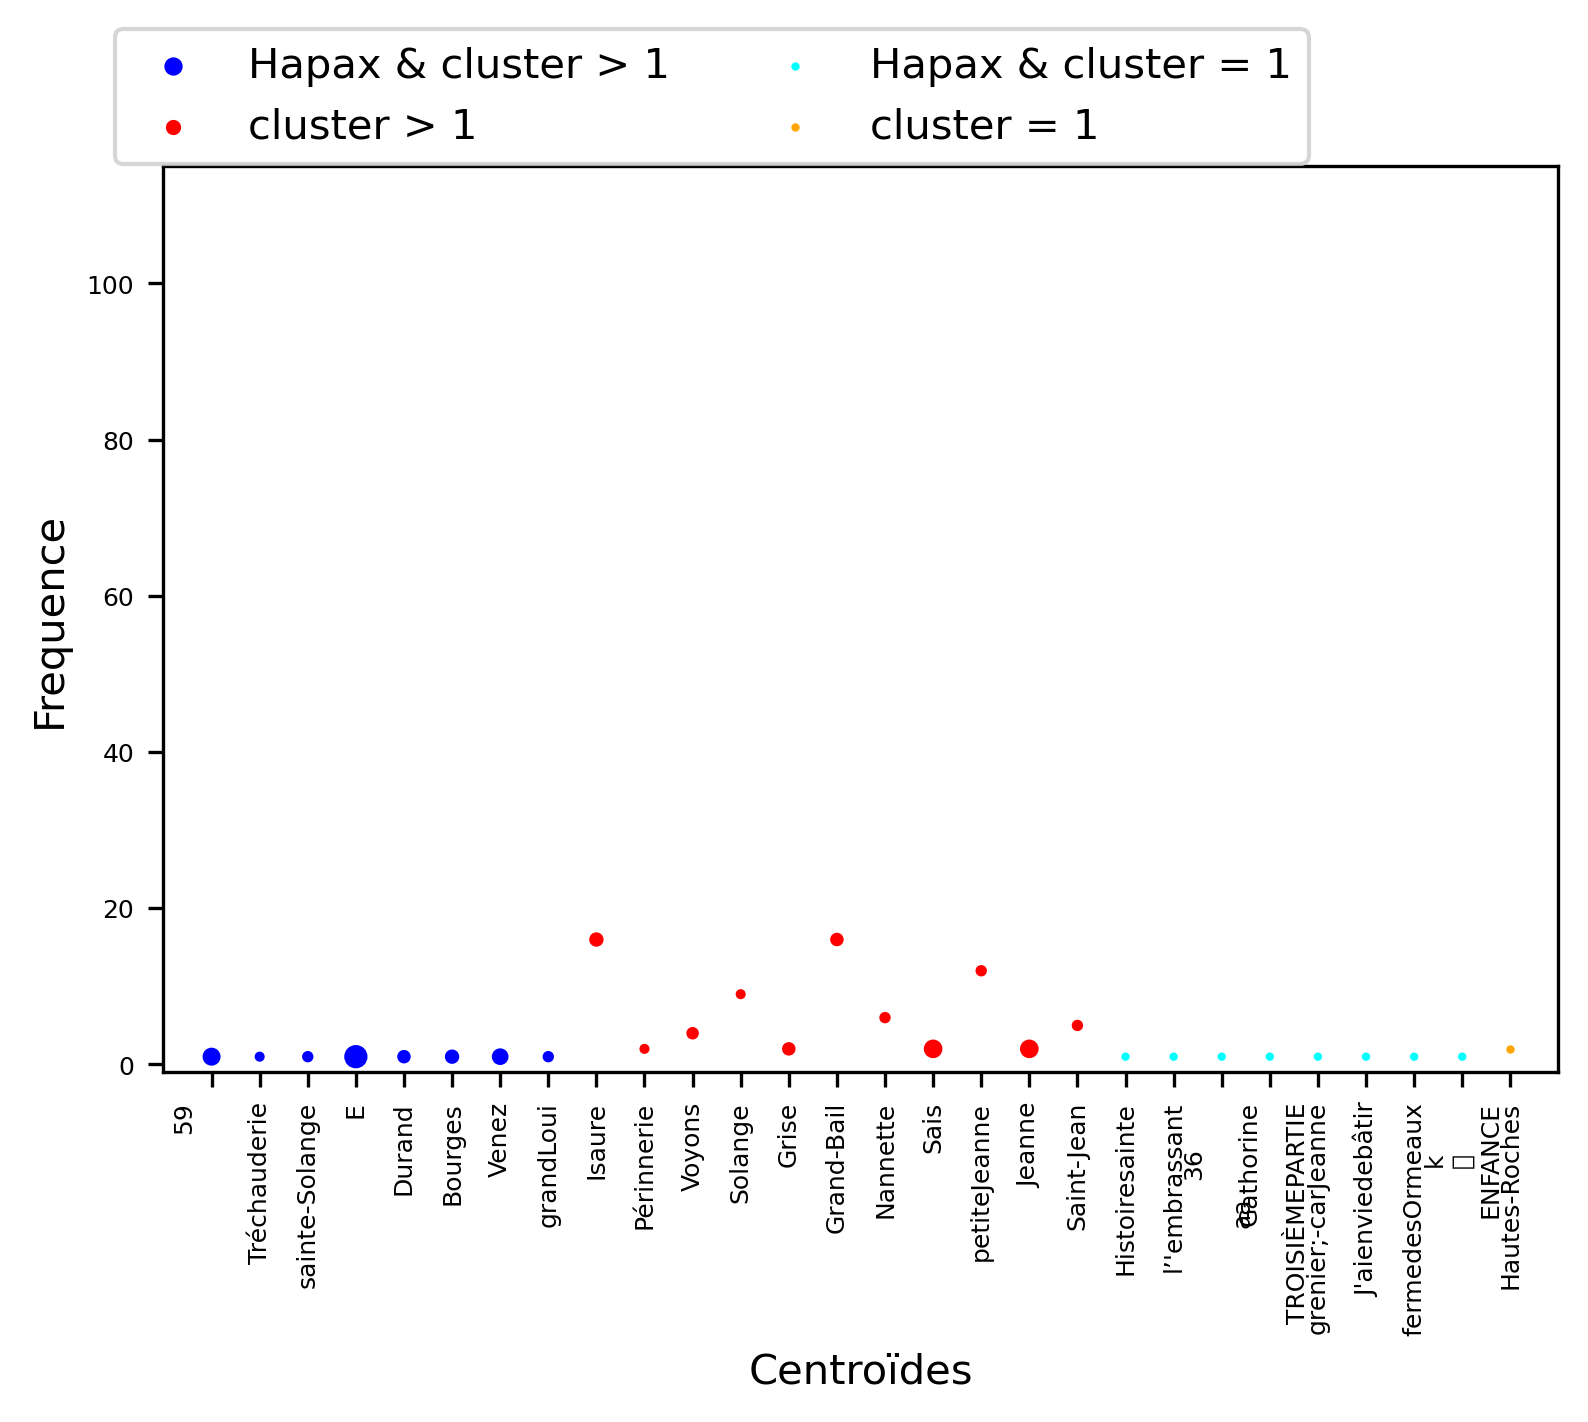 Hapax & cluster > 1
cluster > 1
Hapax & cluster = 1
cluster = 1
100
80
60
40
20
0
Frequence
59
Tréchauderie
sainte-Solange
E
Durand
Bourges
Venez
grandLoui
Isaure
Périnnerie
Voyons
Solange
Grise
Grand-Bail
Nannette
Sais
petiteJeanne
Jeanne
Saint-Jean
Histoiresainte
l’'embrassant
36
TROISIÈMEPARTIE
grenier;-carJeanne
J'aienviedebâtir
fermedesOrmeaux
k
ENFANCE
Hautes-Roches
Centroïdes